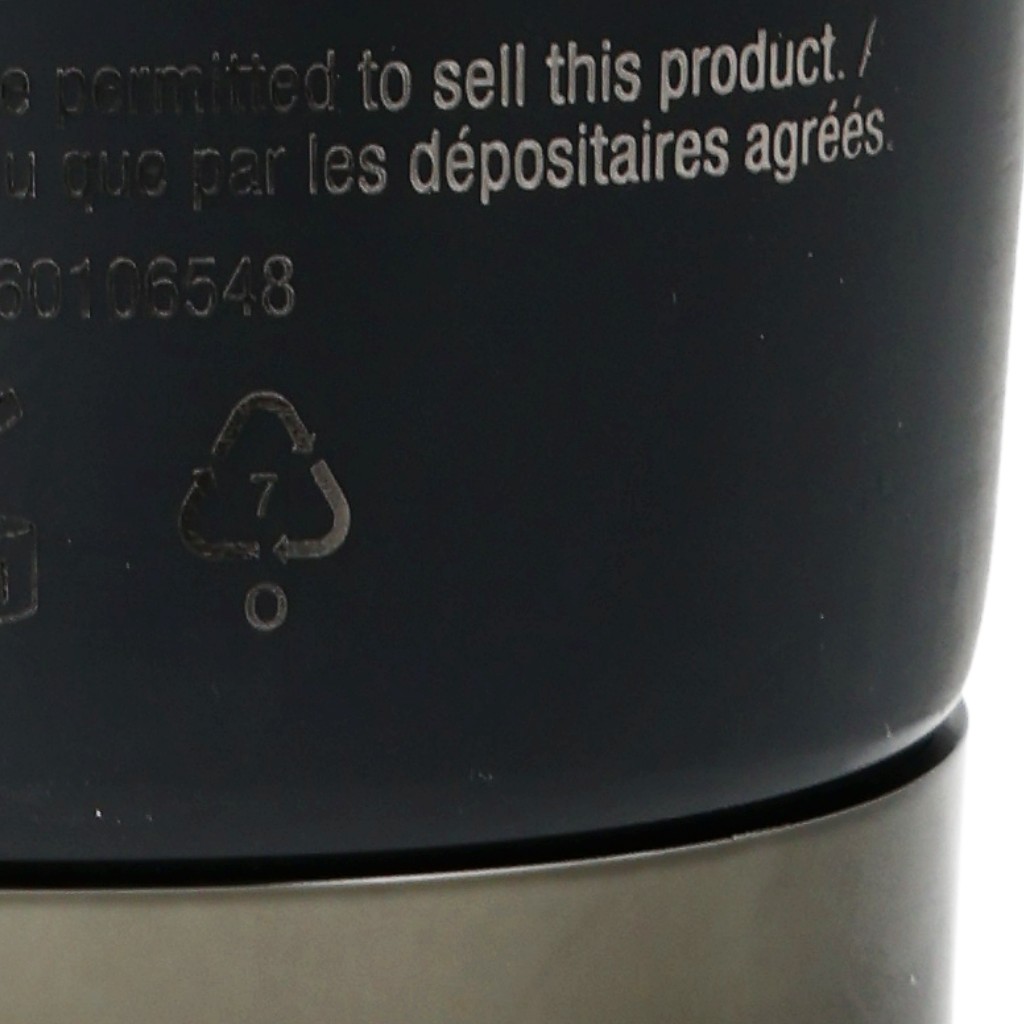 e permitted to sell this product. /
u que par les dépositaires agréés.
60106548
7
O